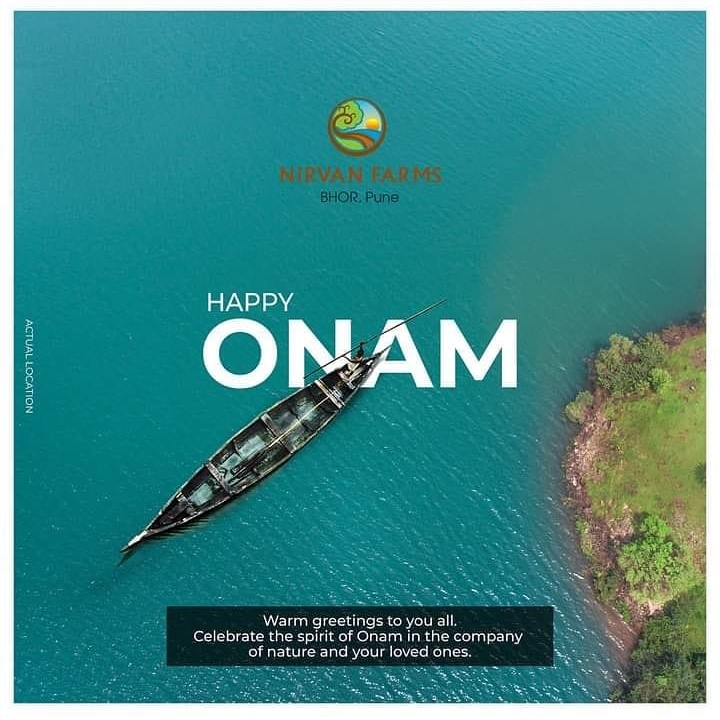 NIRVAN FARMS
BHOR, Pune
HAPPY
ONAM
ACTUAL LOCATION
Warm greetings to you all.
Celebrate the spirit of Onam in the company
of nature and your loved ones.